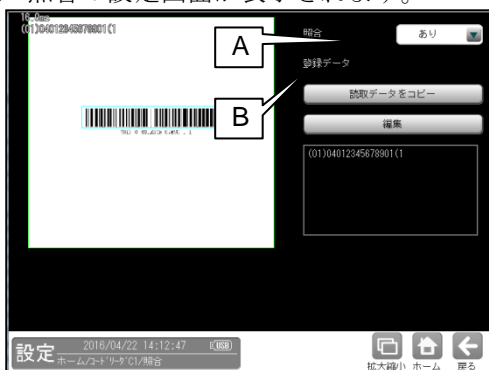 照合の設定画面が表示されます。
16.0ms
(01)04012345678901(1
照合
あり
A
登録データ
B
読取データをコピー
編集
(01)04012345678901(1
設定
2016/04/22 14:12:47
USB
ホーム/コードリーダC1/照合
拡大縮小
ホーム
戻る